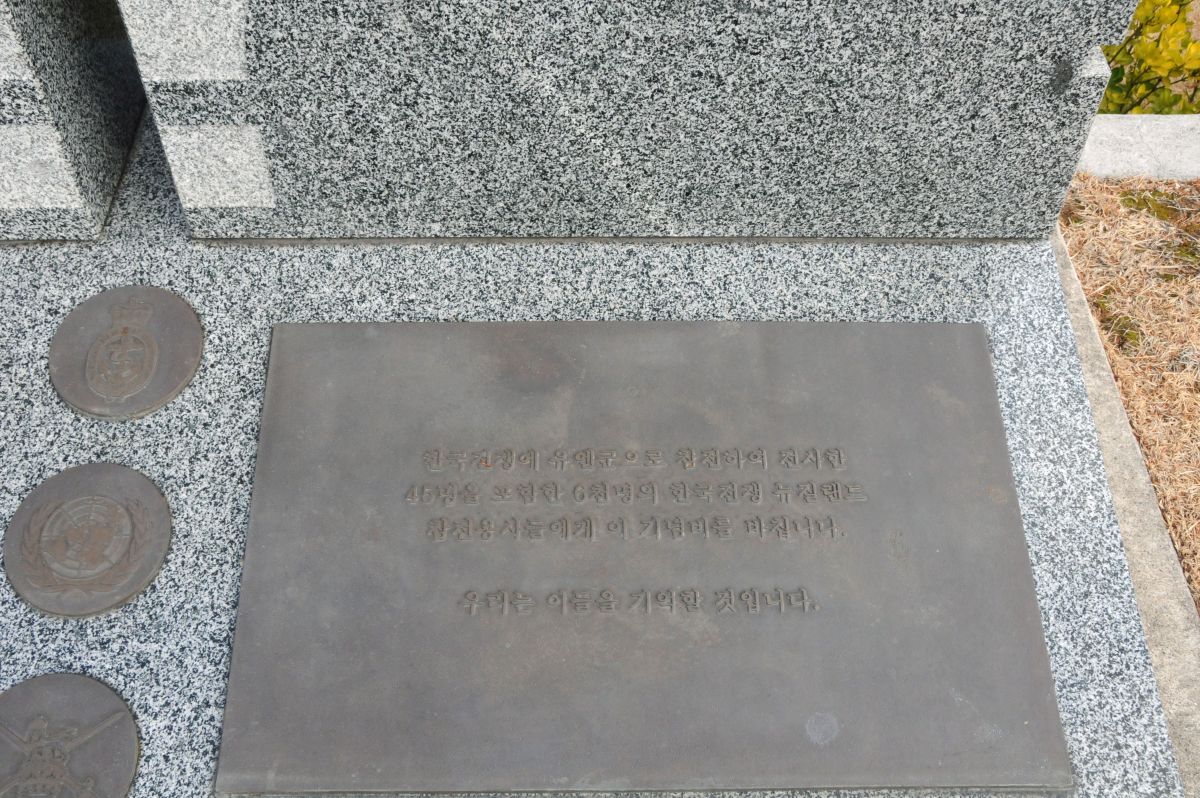 한국전쟁에 유엔군으로 참전하여 전사한
45명을 포함한 6천명의 한국전쟁 뉴질랜드
참전용사들에게 이 기념비를 바칩니다.
우리는 이들을 기억할 것입니다.